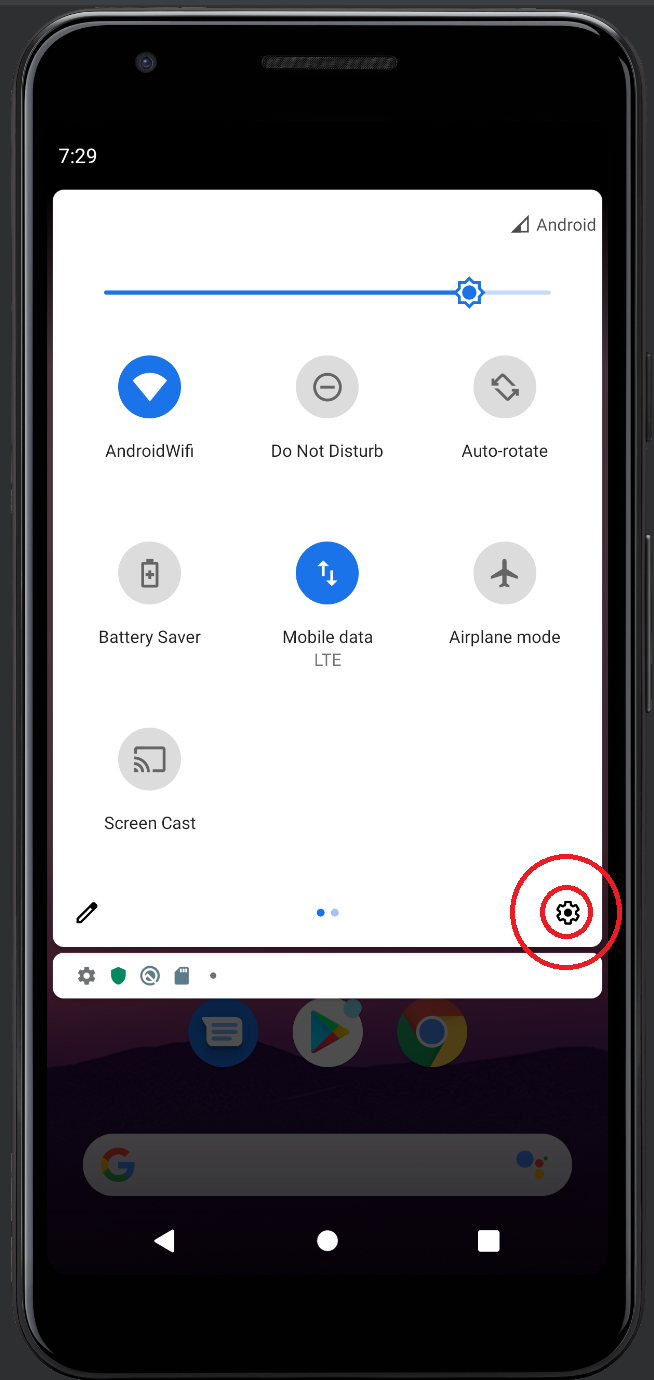 7:29
Android
AndroidWifi
Do Not Disturb
Auto-rotate
Battery Saver
Mobile data
LTE
Airplane mode
Screen Cast